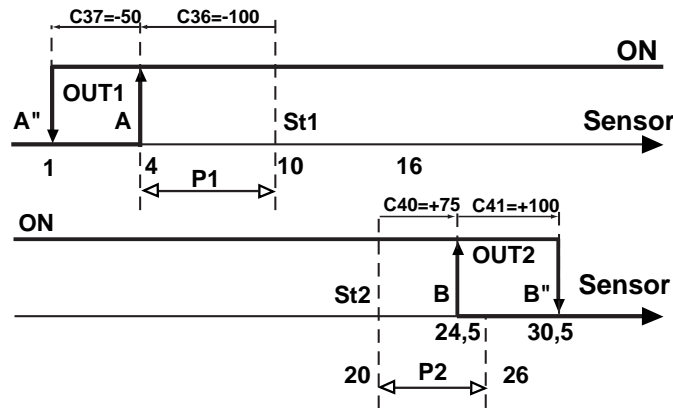 C37=-50 C36=-100
ON
OUT1
A" A St1 Sensor
1 4 10 16
P1
C40=+75 C41=+100
ON
OUT2
St2 B B" Sensor
24,5 30,5
20 P2 26